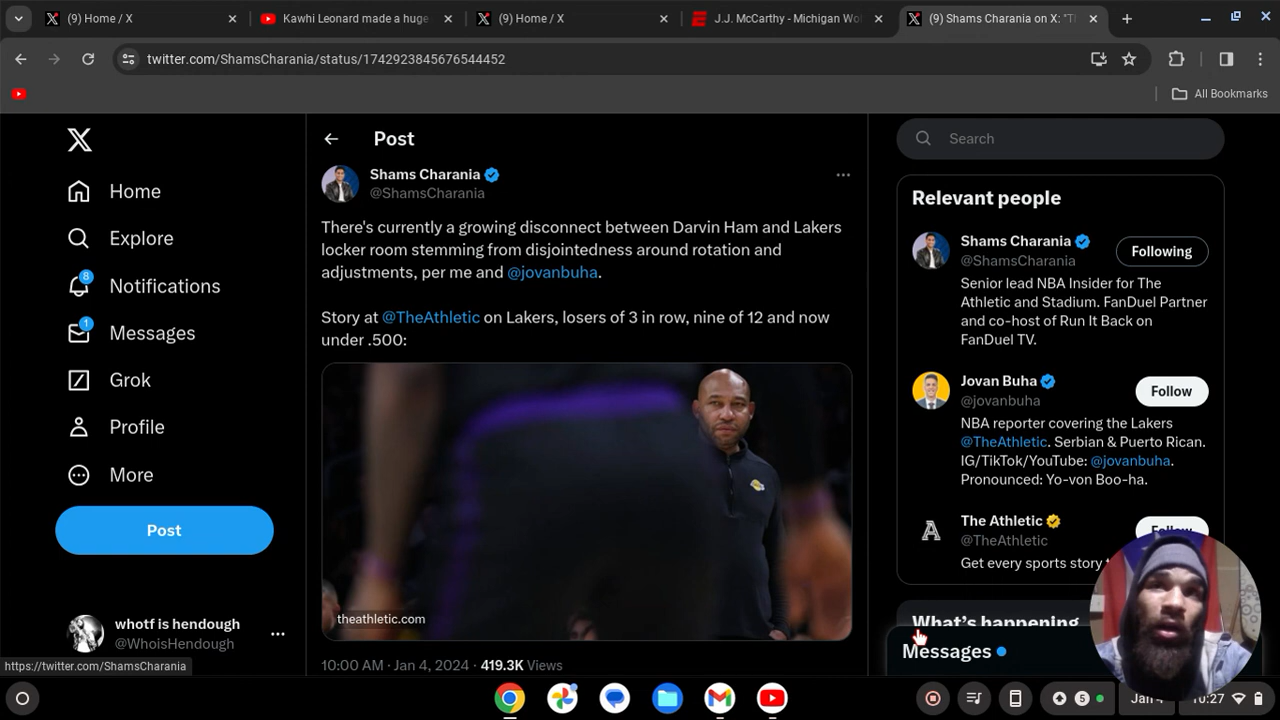 (9) Home / X
Kawhi Leonard made a huge
(9) Home / X
J.J. McCarthy - Michigan Wol
(9) Shams Charania on X: "Th
twitter.com/ShamsCharania/status/1742923845676544452
All Bookmarks
Home
Explore
8
Notifications
1
Messages
Grok
Profile
More
Post
whotf is hendough
@WhoisHendough
https://twitter.com/ShamsCharania
Post
Shams Charania
@ShamsCharania
There's currently a growing disconnect between Darvin Ham and Lakers
locker room stemming from disjointedness around rotation and
adjustments, per me and @jovanbuha.
Story at @TheAthletic on Lakers, losers of 3 in row, nine of 12 and now
under .500:
theathletic.com
10:00 AM · Jan 4, 2024 · 419.3K Views
Search
Relevant people
Shams Charania
@ShamsCharania
Following
Senior lead NBA Insider for The
Athletic and Stadium. FanDuel Partner
and co-host of Run It Back on
FanDuel TV.
Jovan Buha
@jovanbuha
Follow
NBA reporter covering the Lakers
@TheAthletic. Serbian & Puerto Rican.
IG/TikTok/YouTube: @jovanbuha.
Pronounced: Yo-von Boo-ha.
The Athletic
@TheAthletic
Follow
Get every sports story
What's happening
Messages
5
Jan 4
10:27